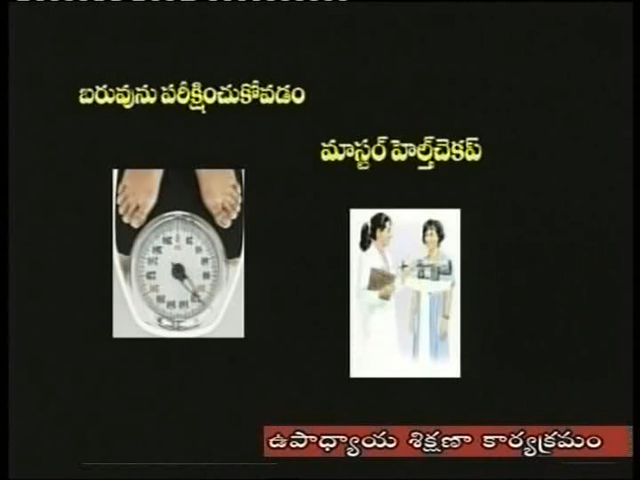 బరువును పరీక్షించుకోవడం
మాస్టర్ హెల్త్‌చెకప్
ఉపాధ్యాయ శిక్షణా కార్యక్రమం